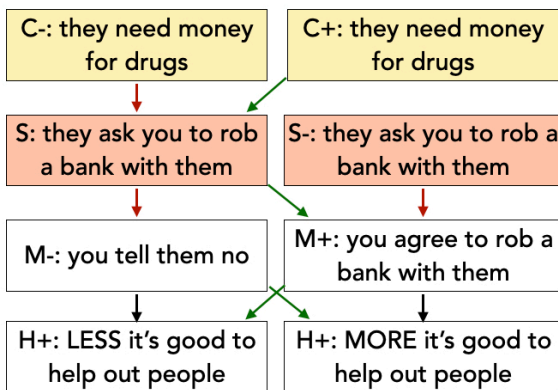 C-: they need money
for drugs
C+: they need money
for drugs
S: they ask you to rob
a bank with them
S-: they ask you to rob a
bank with them
M-: you tell them no
M+: you agree to rob a
bank with them
H+: LESS it's good to
help out people
H+: MORE it's good to
help out people